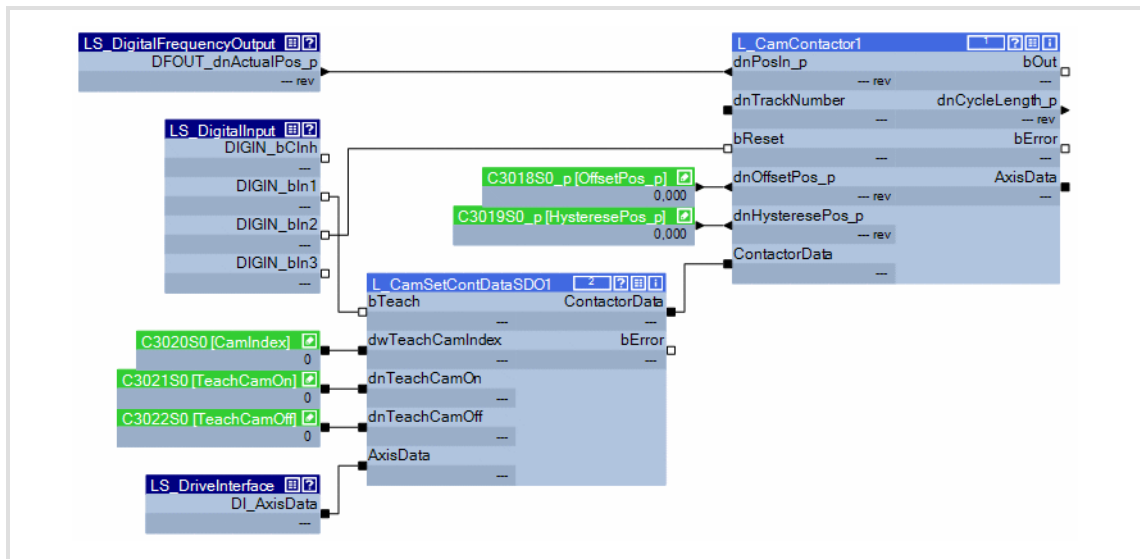 LS_DigitalFrequencyOutput ?
DFOUT_dnActualPos_p
--- rev
LS_DigitalInput ?
DIGIN_bCInh
---
DIGIN_bIn1
---
DIGIN_bIn2
---
DIGIN_bIn3
---
C3020S0 [CamIndex]
0
C3021S0 [TeachCamOn]
0
C3022S0 [TeachCamOff]
0
LS_DriveInterface ?
DI_AxisData
---
C3018S0_p [OffsetPos_p]
0,000
C3019S0_p [HysteresePos_p]
0,000
L_CamSetContDataSDO1 2 ? i
bTeach ContactorData
--- ---
dwTeachCamIndex bError
--- ---
dnTeachCamOn
---
dnTeachCamOff
---
AxisData
---
L_CamContactor1 1 ? i
dnPosIn_p bOut
--- rev ---
dnTrackNumber dnCycleLength_p
--- --- rev
bReset bError
--- ---
dnOffsetPos_p AxisData
--- rev ---
dnHysteresePos_p
--- rev
ContactorData
---